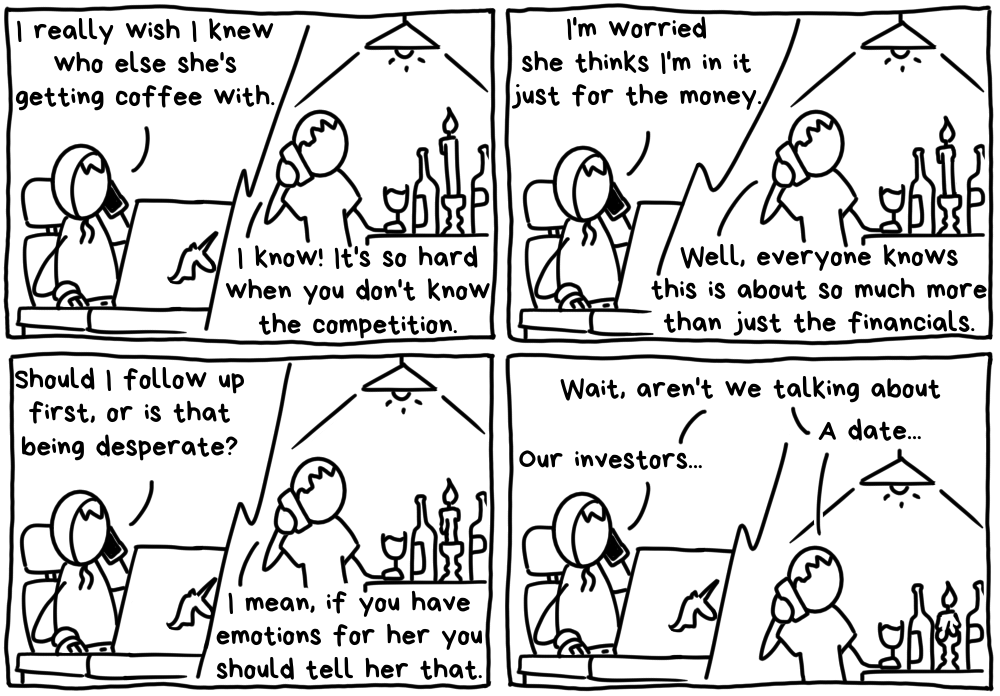 I really wish I knew
who else she's
getting coffee with.
I know! It's so hard
when you don't know
the competition.
I'm worried
she thinks I'm in it
just for the money.
Well, everyone knows
this is about so much more
than just the financials.
Should I follow up
first, or is that
being desperate?
I mean, if you have
emotions for her you
should tell her that.
Wait, aren't we talking about
A date...
Our investors...